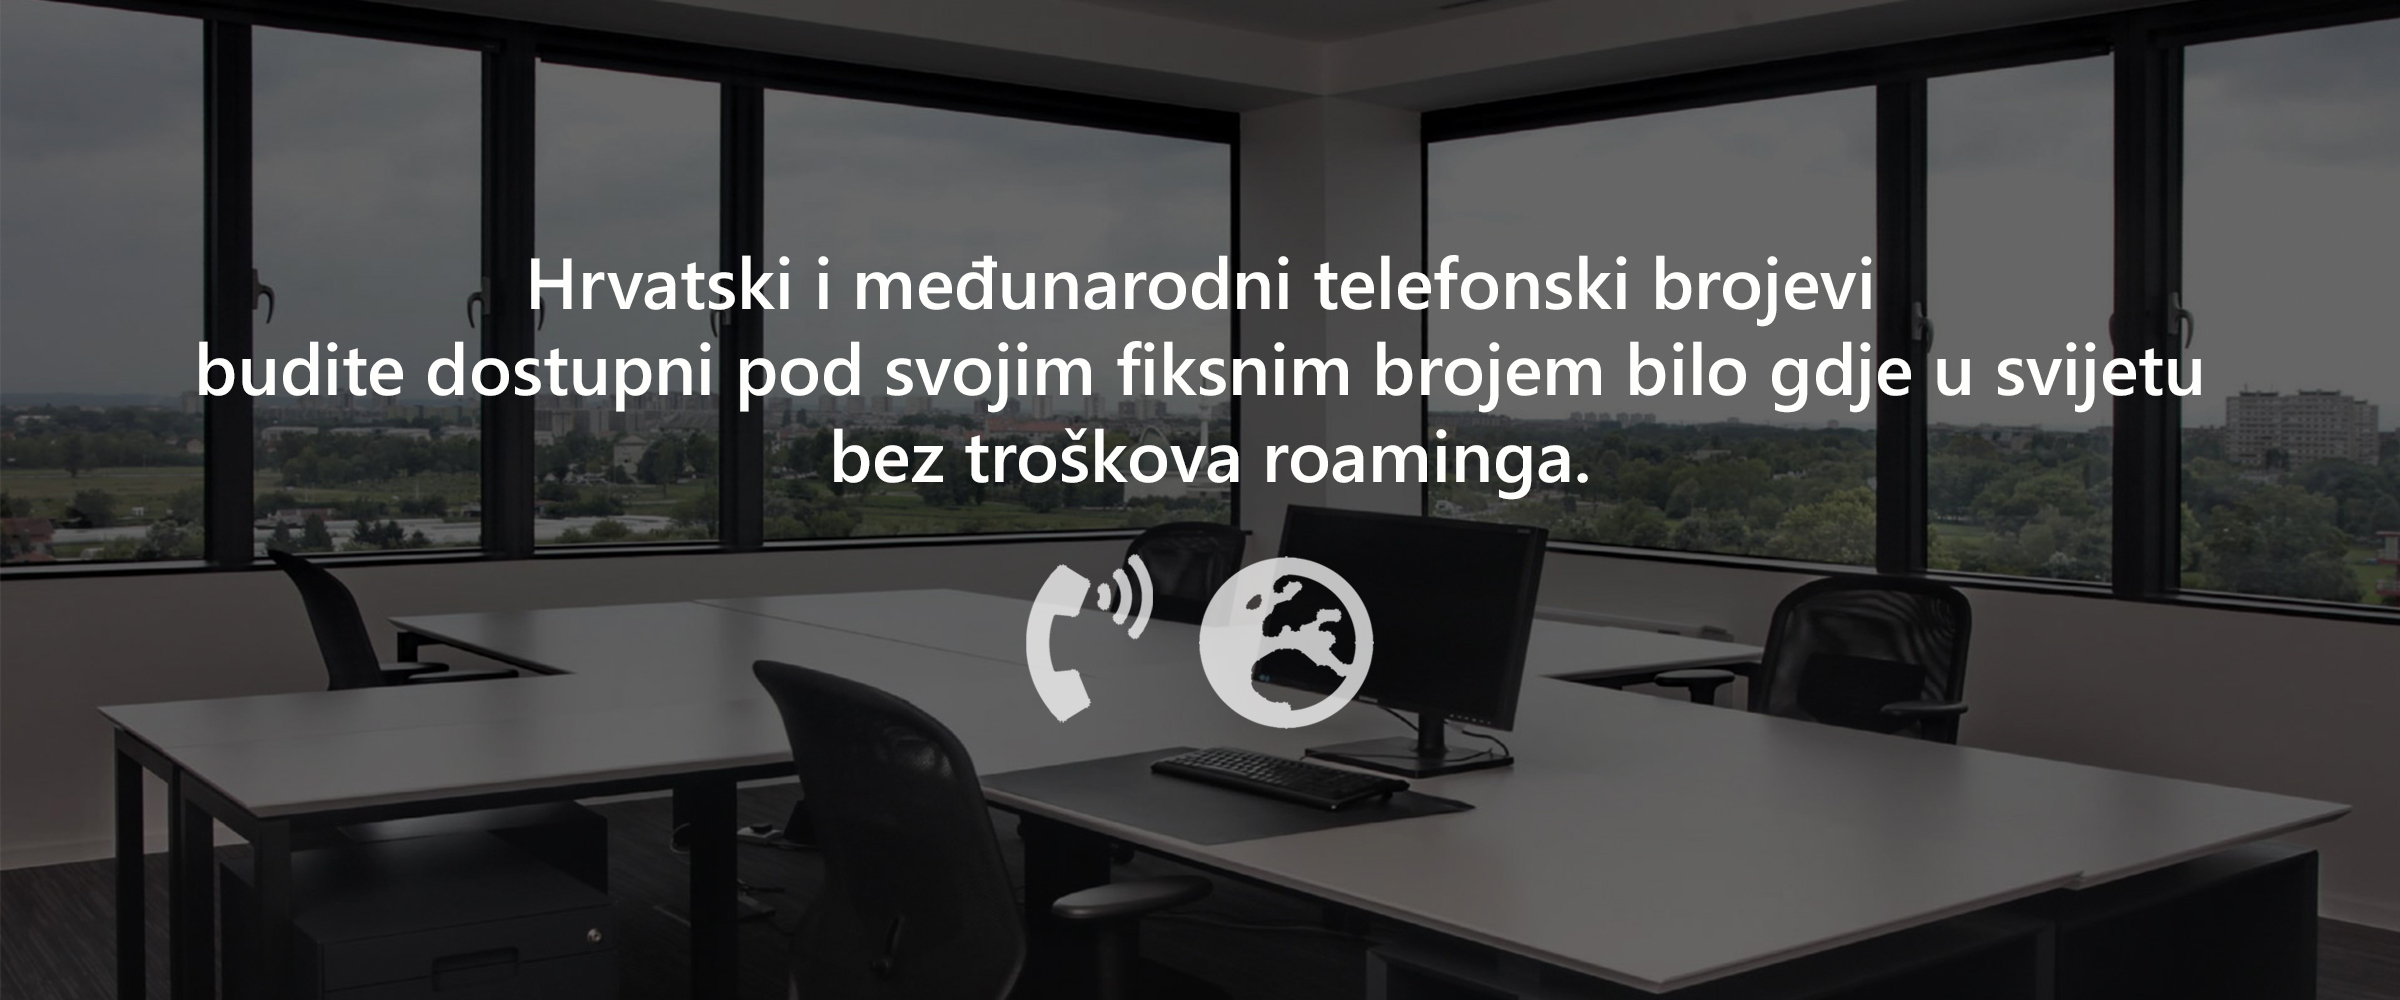 Hrvatski i međunarodni telefonski brojevi
budite dostupni pod svojim fiksnim brojem bilo gdje u svijetu
bez troškova roaminga.